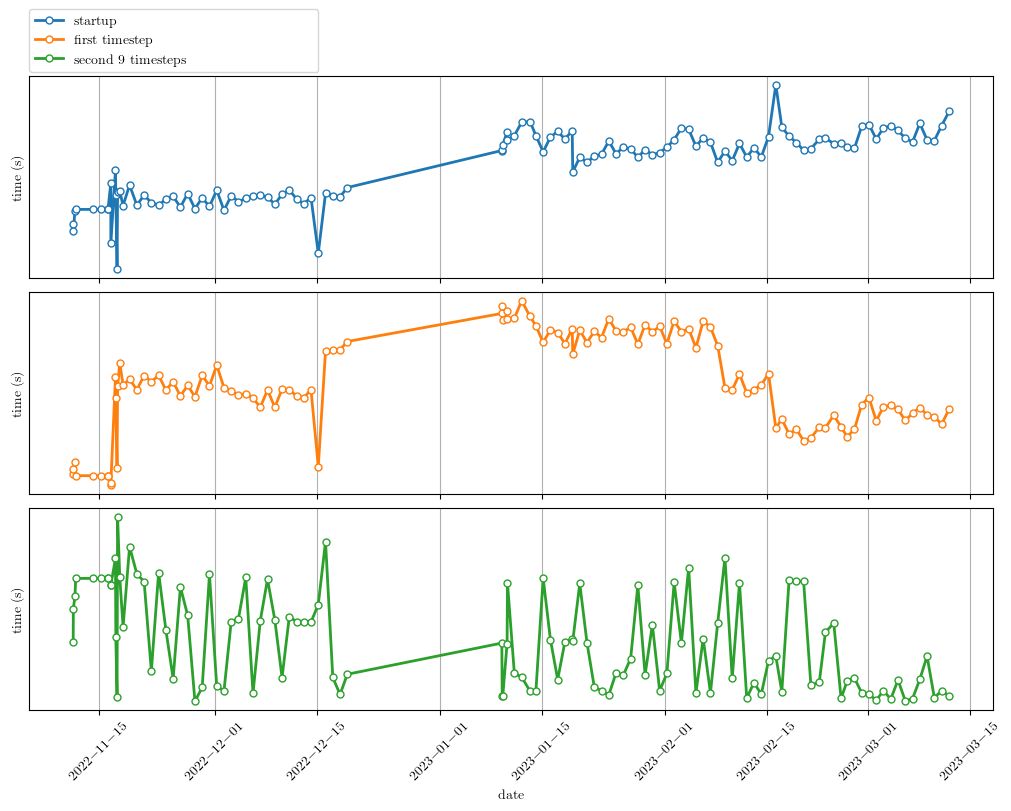 startup
first timestep
second 9 timesteps
time (s)
time (s)
time (s)
2022−11−15
2022−12−01
2022−12−15
2023−01−01
2023−01−15
2023−02−01
2023−02−15
2023−03−01
2023−03−15
date